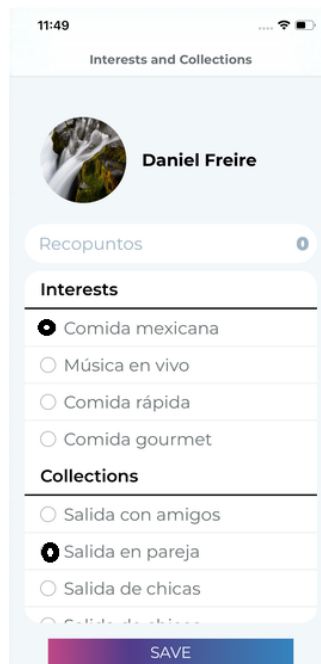 11:49
Interests and Collections
Daniel Freire
Recopuntos 0
Interests
Comida mexicana
Música en vivo
Comida rápida
Comida gourmet
Collections
Salida con amigos
Salida en pareja
Salida de chicas
SAVE